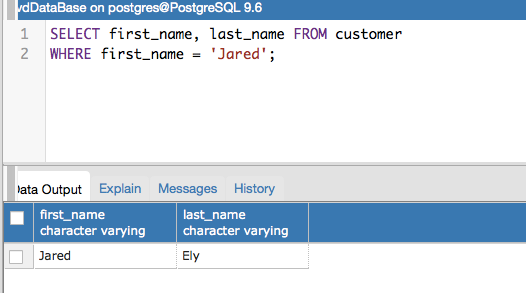 vdDataBase on postgres@PostgreSQL 9.6
1 SELECT first_name, last_name FROM customer
2 WHERE first_name = 'Jared';
Data Output Explain Messages History
first_name last_name
character varying character varying
Jared Ely